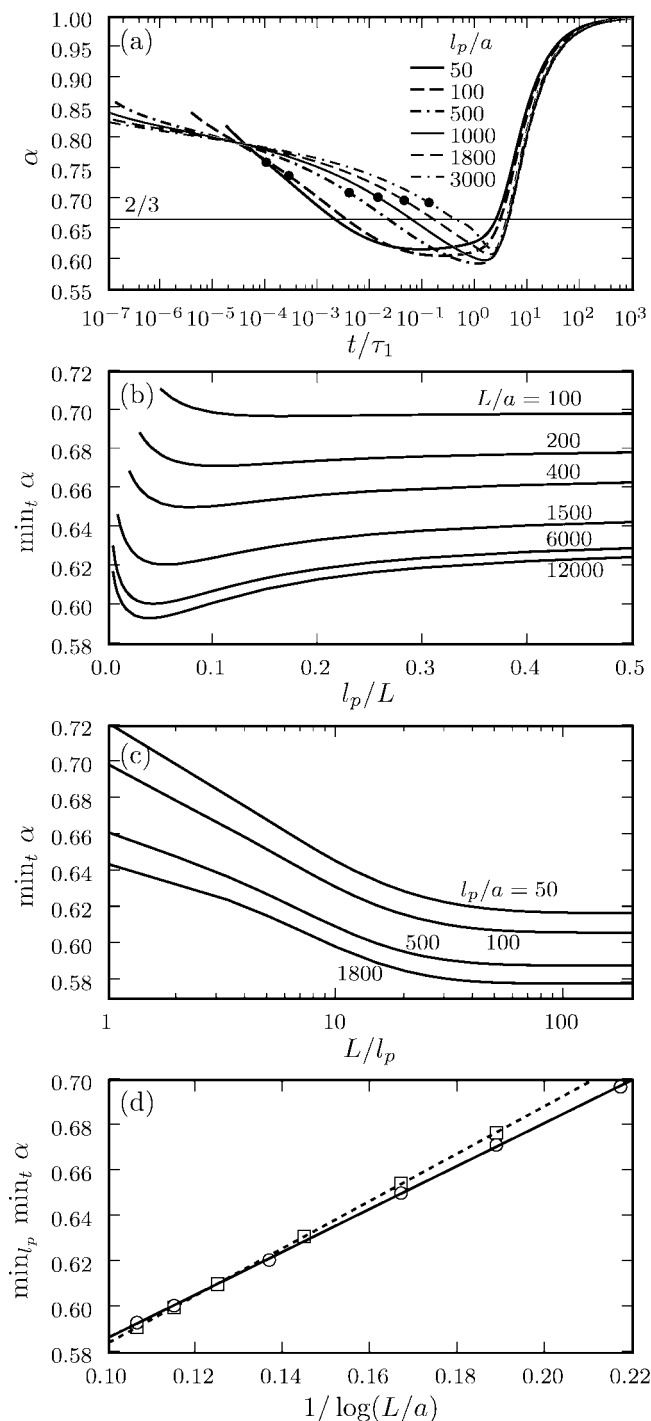 (a)
α
1.00
0.95
0.90
0.85
0.80
0.75
0.70
0.65
0.60
0.55
2/3
l_p/a
50
100
500
1000
1800
3000
10^-7 10^-6 10^-5 10^-4 10^-3 10^-2 10^-1 10^0 10^1 10^2 10^3
t/τ_1
(b)
min_t α
0.72
0.70
0.68
0.66
0.64
0.62
0.60
0.58
L/a = 100
200
400
1500
6000
12000
0.0 0.1 0.2 0.3 0.4 0.5
l_p/L
(c)
min_t α
0.72
0.70
0.68
0.66
0.64
0.62
0.60
0.58
l_p/a = 50
500 100
1800
1 10 100
L/l_p
(d)
min_{l_p} min_t α
0.70
0.68
0.66
0.64
0.62
0.60
0.58
0.10 0.12 0.14 0.16 0.18 0.20 0.22
1/ log(L/a)